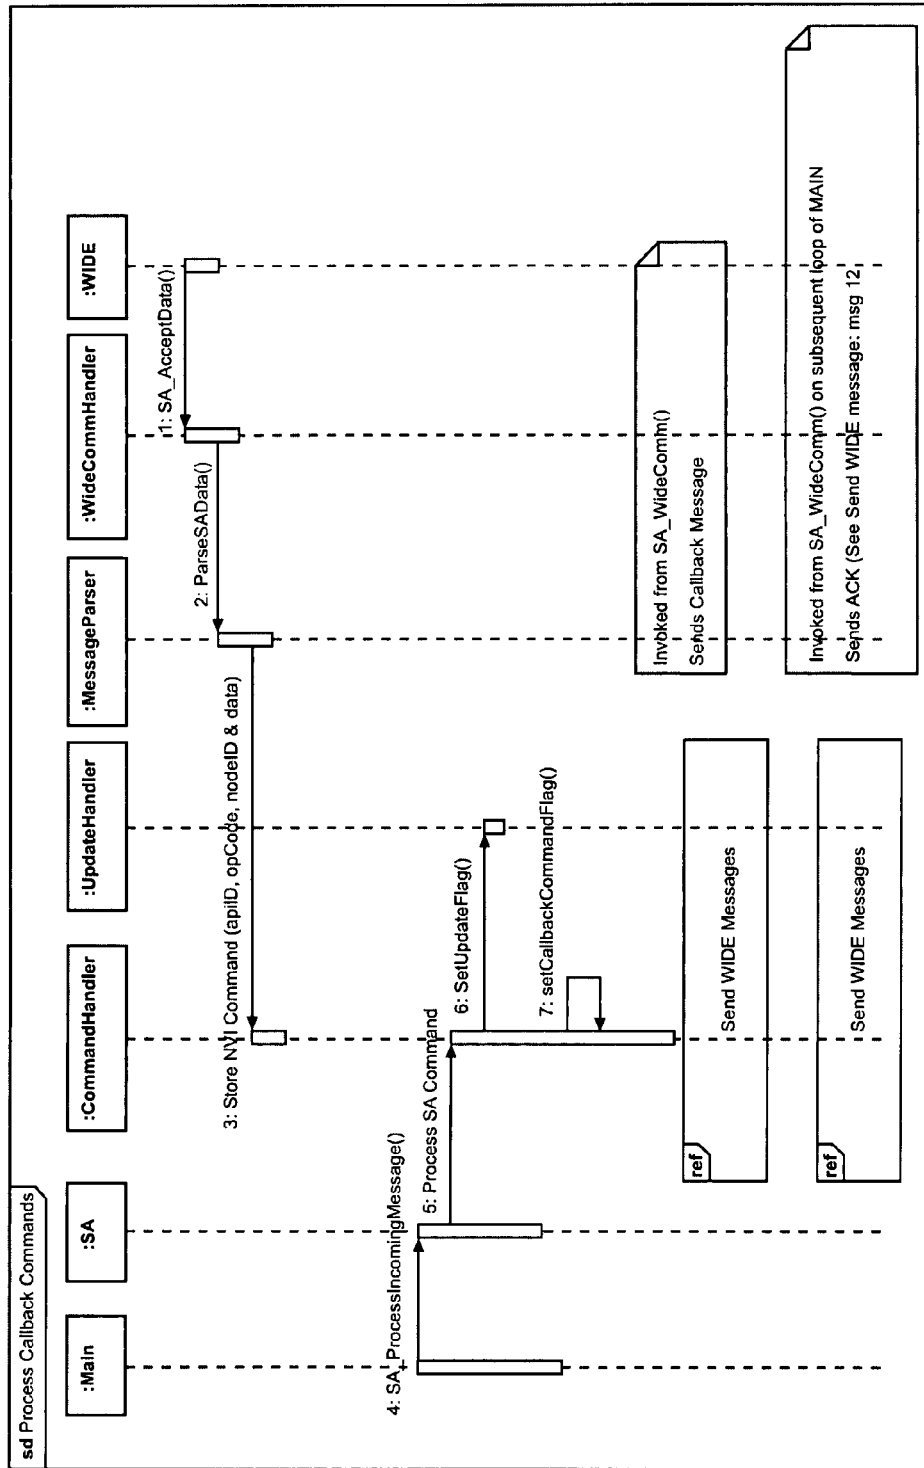 sd Process Callback Commands
:Main
:SA
:CommandHandler
:UpdateHandler
:MessageParser
:WideCommHandler
:WIDE
1: SA_AcceptData()
2: ParseSAData()
3: Store NVI Command (apiID, opCode, nodeID & data)
4: SA_ProcessIncomingMessage()
5: Process SA Command
6: SetUpdateFlag()
7: setCallbackCommandFlag()
Invoked from SA_WideComm()
Sends Callback Message
ref
Send WIDE Messages
Invoked from SA_WideComm() on subsequent loop of MAIN
Sends ACK (See Send WIDE message: msg 12
ref
Send WIDE Messages